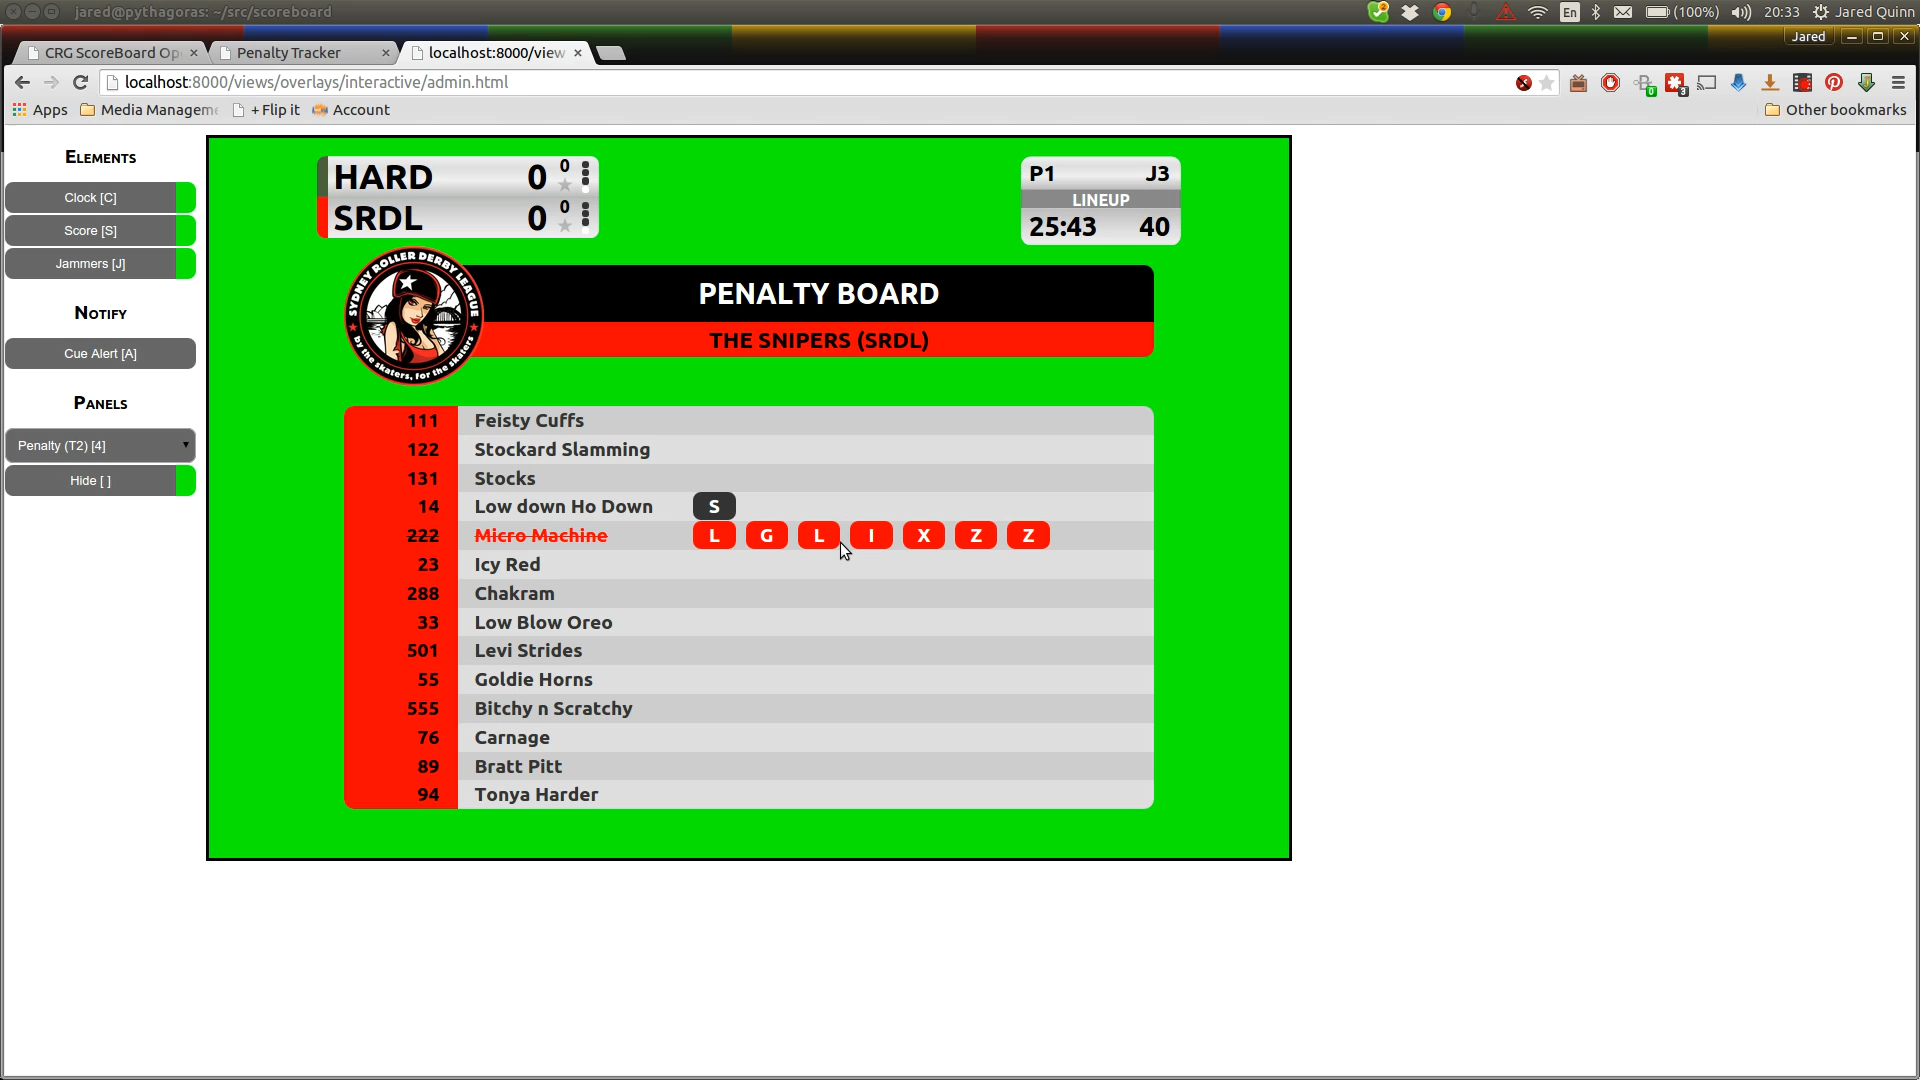 jared@pythagoras: ~/src/scoreboard
En (100%) 20:33 Jared Quinn
CRG ScoreBoard Op Penalty Tracker localhost:8000/view
Jared
localhost:8000/views/overlays/interactive/admin.html
0 3
Apps Media Manageme + Flip it Account Other bookmarks
Elements
Clock [C]
Score [S]
Jammers [J]
Notify
Cue Alert [A]
Panels
Penalty (T2) [4]
Hide [ ]
HARD 0 0
SRDL 0 0
P1 J3
LINEUP
25:43 40
SYDNEY ROLLER DERBY LEAGUE
by the skaters, for the skaters
PENALTY BOARD
THE SNIPERS (SRDL)
111 Feisty Cuffs
122 Stockard Slamming
131 Stocks
14 Low down Ho Down S
222 Micro Machine L G L I X Z Z
23 Icy Red
288 Chakram
33 Low Blow Oreo
501 Levi Strides
55 Goldie Horns
555 Bitchy n Scratchy
76 Carnage
89 Bratt Pitt
94 Tonya Harder